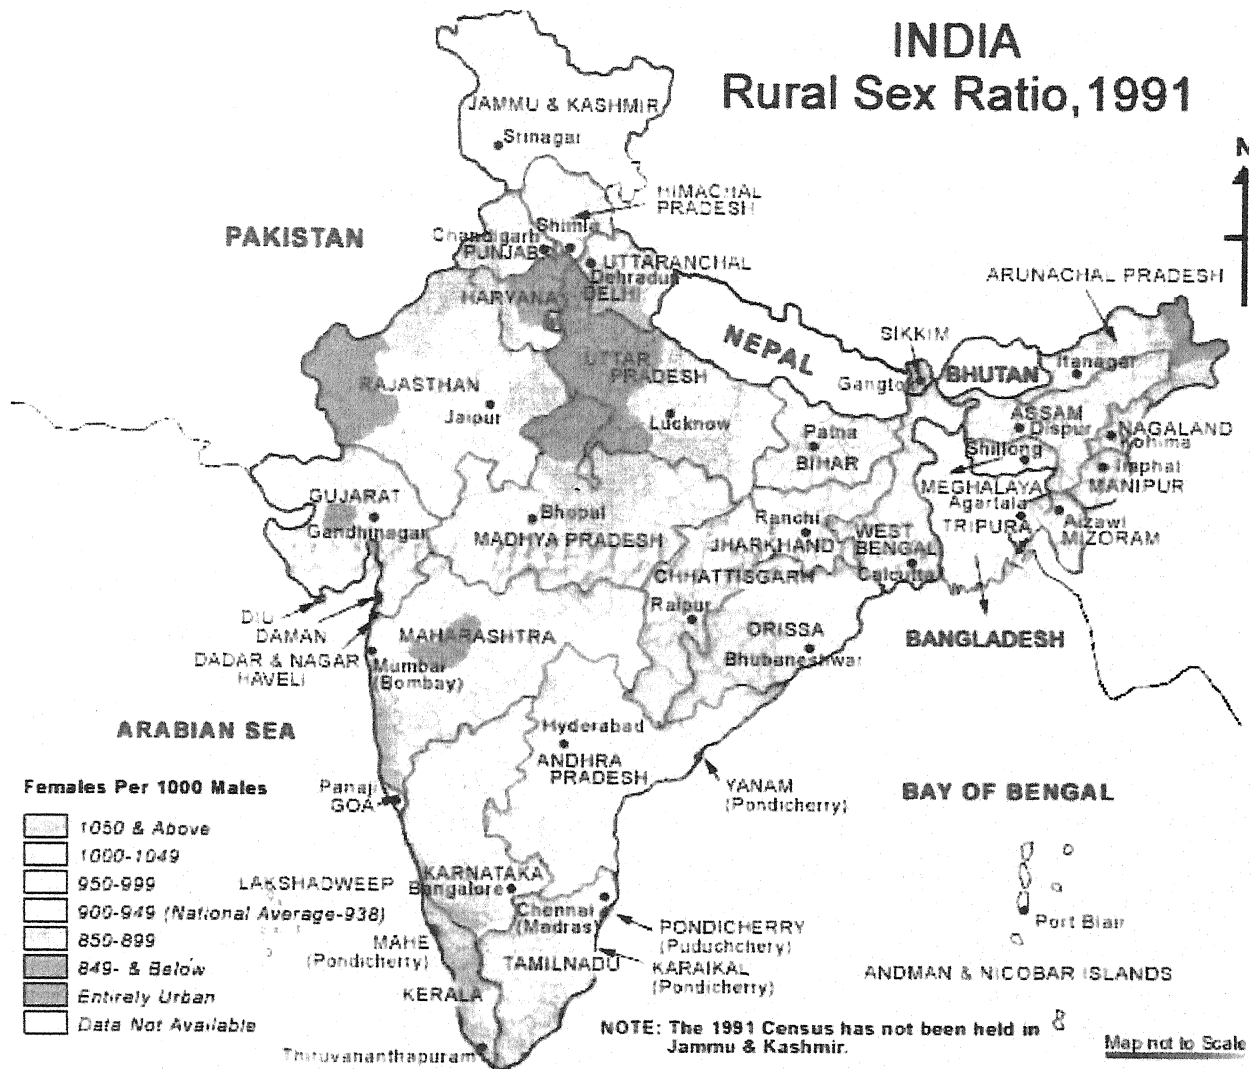 INDIA
Rural Sex Ratio, 1991
N
JAMMU & KASHMIR
Srinagar
HIMACHAL
PRADESH
PAKISTAN
Shimla
Chandigarh
PUNJAB
UTTARANCHAL
Dehradun
DELHI
HARYANA
ARUNACHAL PRADESH
NEPAL
SIKKIM
Gangto
BHUTAN
Itanagar
UTTAR
PRADESH
RAJASTHAN
Jaipur
Lucknow
Patna
BIHAR
ASSAM
Dispur
NAGALAND
Kohima
Shillong
Imphal
MANIPUR
MEGHALAYA
Agartala
TRIPURA
Aizawl
MIZORAM
GUJARAT
Gandhinagar
Bhopal
MADHYA PRADESH
Ranchi
JHARKHAND
WEST
BENGAL
Calcutta
CHHATTISGARH
Raipur
ORISSA
Bhubaneshwar
BANGLADESH
DIU
DAMAN
DADAR & NAGAR
HAVELI
MAHARASHTRA
Mumbai
(Bombay)
ARABIAN SEA
Hyderabad
ANDHRA
PRADESH
YANAM
(Pondicherry)
BAY OF BENGAL
Panaji
GOA
Females Per 1000 Males
1050 & Above
1000-1049
950-999
900-949 (National Average-938)
850-899
849- & Below
Entirely Urban
Data Not Available
LAKSHADWEEP
KARNATAKA
Bangalore
Chennai
(Madras)
PONDICHERRY
(Puduchchery)
MAHE
(Pondicherry)
TAMILNADU
KARAIKAL
(Pondicherry)
KERALA
Thiruvananthapuram
Port Blair
ANDMAN & NICOBAR ISLANDS
NOTE: The 1991 Census has not been held in
Jammu & Kashmir.
Map not to Scale